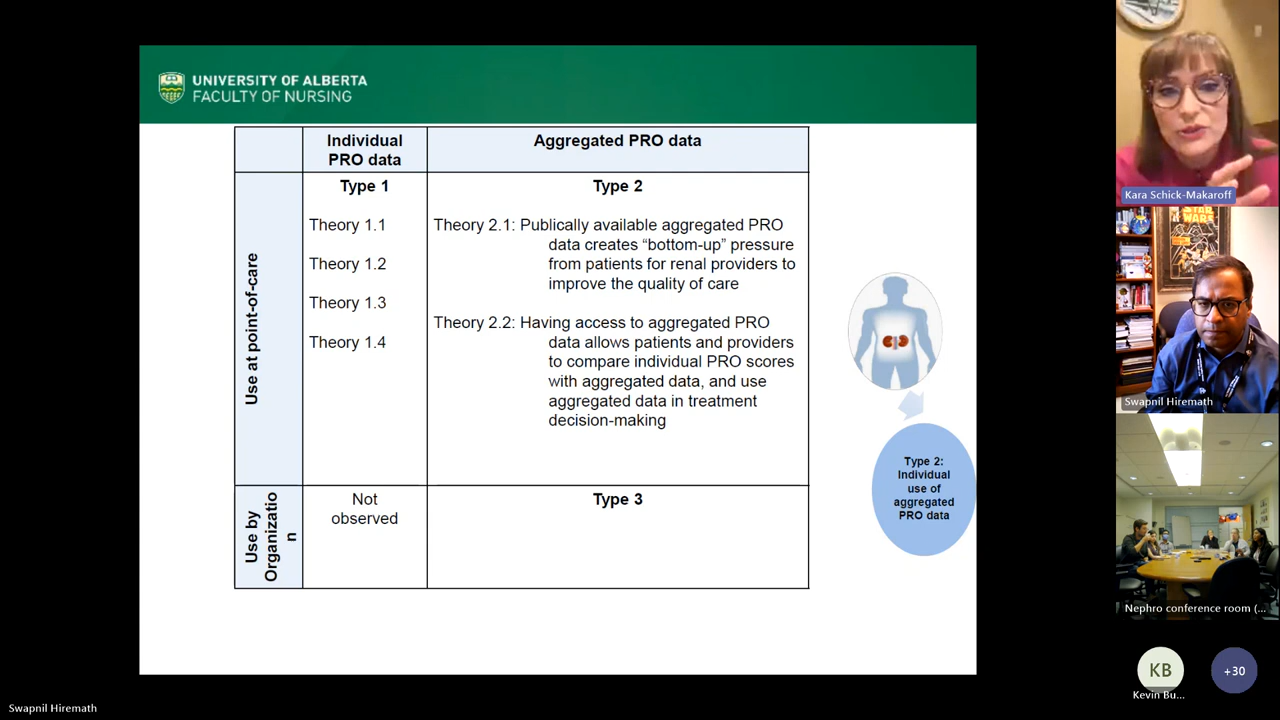 UNIVERSITY OF ALBERTA
FACULTY OF NURSING
Individual
PRO data
Aggregated PRO data
Use at point-of-care
Type 1
Theory 1.1
Theory 1.2
Theory 1.3
Theory 1.4
Type 2
Theory 2.1: Publically available aggregated PRO
data creates “bottom-up” pressure
from patients for renal providers to
improve the quality of care
Theory 2.2: Having access to aggregated PRO
data allows patients and providers
to compare individual PRO scores
with aggregated data, and use
aggregated data in treatment
decision-making
Use by
Organizatio
n
Not
observed
Type 3
Type 2:
Individual
use of
aggregated
PRO data
Kara Schick-Makaroff
STAR
WARS
Swapnil Hiremath
Nephro conference room (...
KB
Kevin Bu...
+30
Swapnil Hiremath